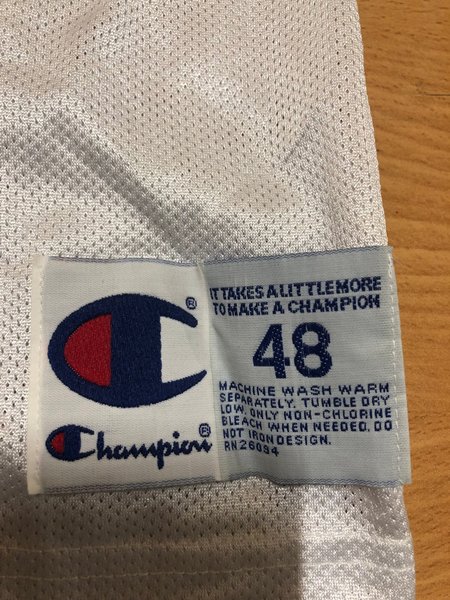 Champion
IT TAKES A LITTLE MORE
TO MAKE A CHAMPION
48
MACHINE WASH WARM
SEPARATELY. TUMBLE DRY
LOW. ONLY NON-CHLORINE
BLEACH WHEN NEEDED. DO
NOT IRON DESIGN.
RN26094